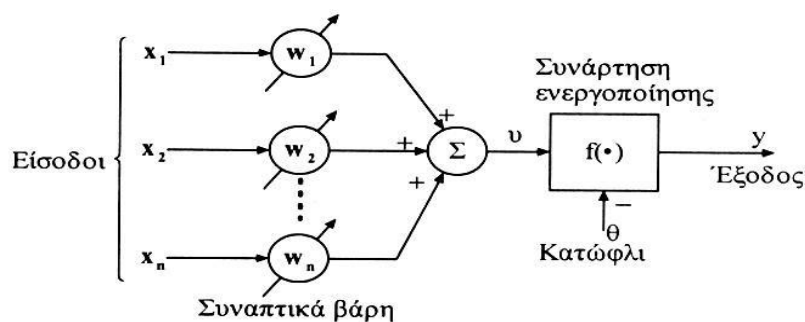 Είσοδοι
x₁
w₁
x₂
w₂
xₙ
wₙ
Συναπτικά βάρη
+
+
+
Σ
υ
Συνάρτηση
ενεργοποίησης
f(•)
y
Έξοδος
−
θ
Κατώφλι